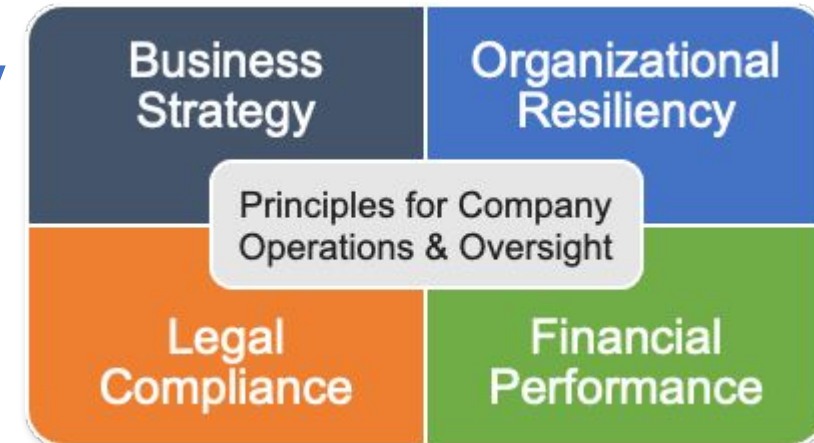 Business
Strategy
Organizational
Resiliency
Principles for Company
Operations & Oversight
Legal
Compliance
Financial
Performance